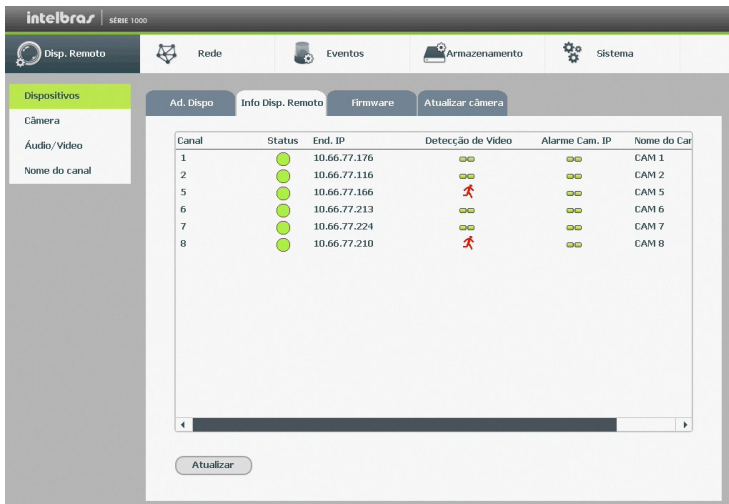 intelbras SÉRIE 1000
Disp. Remoto Rede Eventos Armazenamento Sistema
Dispositivos
Câmera
Áudio/Video
Nome do canal
Ad. Dispo Info Disp. Remoto Firmware Atualizar câmera
Canal Status End. IP Detecção de Vídeo Alarme Cam. IP Nome do Car
1 10.66.77.176 CAM 1
2 10.66.77.116 CAM 2
5 10.66.77.166 CAM 5
6 10.66.77.213 CAM 6
7 10.66.77.224 CAM 7
8 10.66.77.210 CAM 8
Atualizar